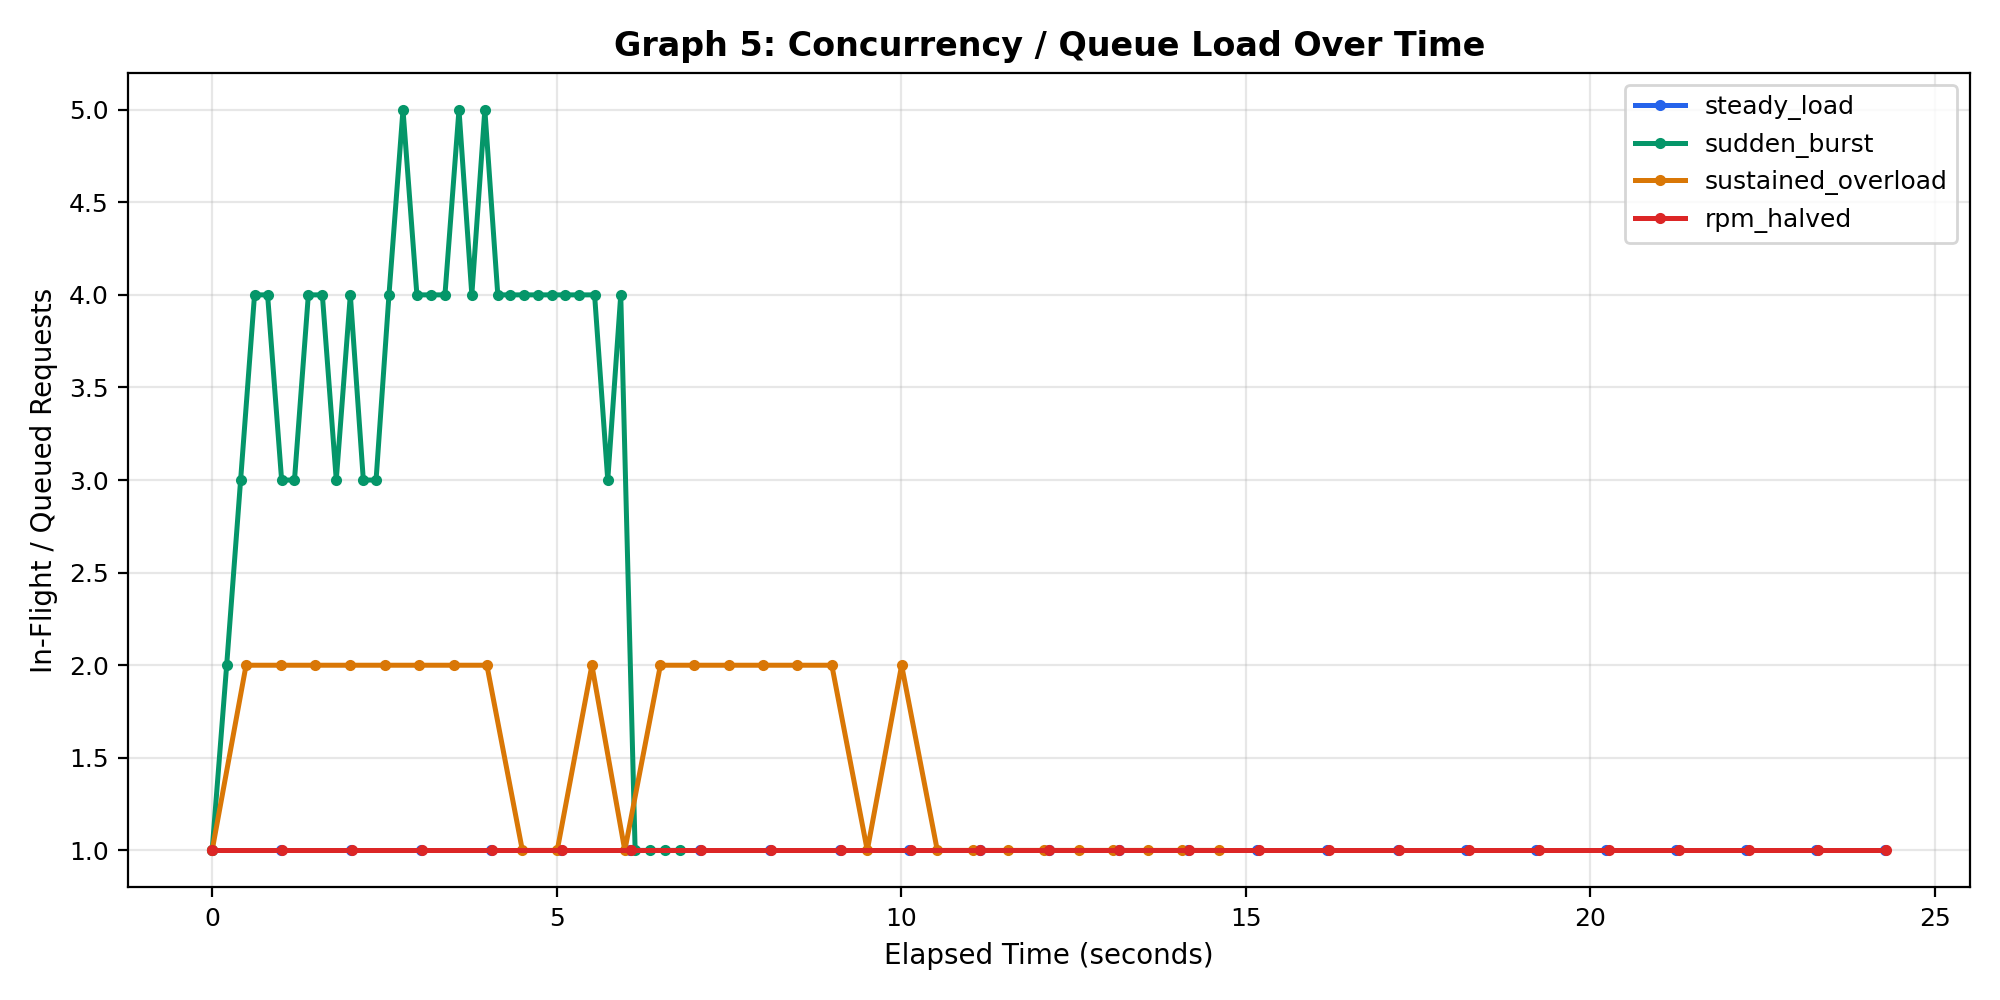 Graph 5: Concurrency / Queue Load Over Time
In-Flight / Queued Requests
5.0
4.5
4.0
3.5
3.0
2.5
2.0
1.5
1.0
steady_load
sudden_burst
sustained_overload
rpm_halved
0 5 10 15 20 25
Elapsed Time (seconds)